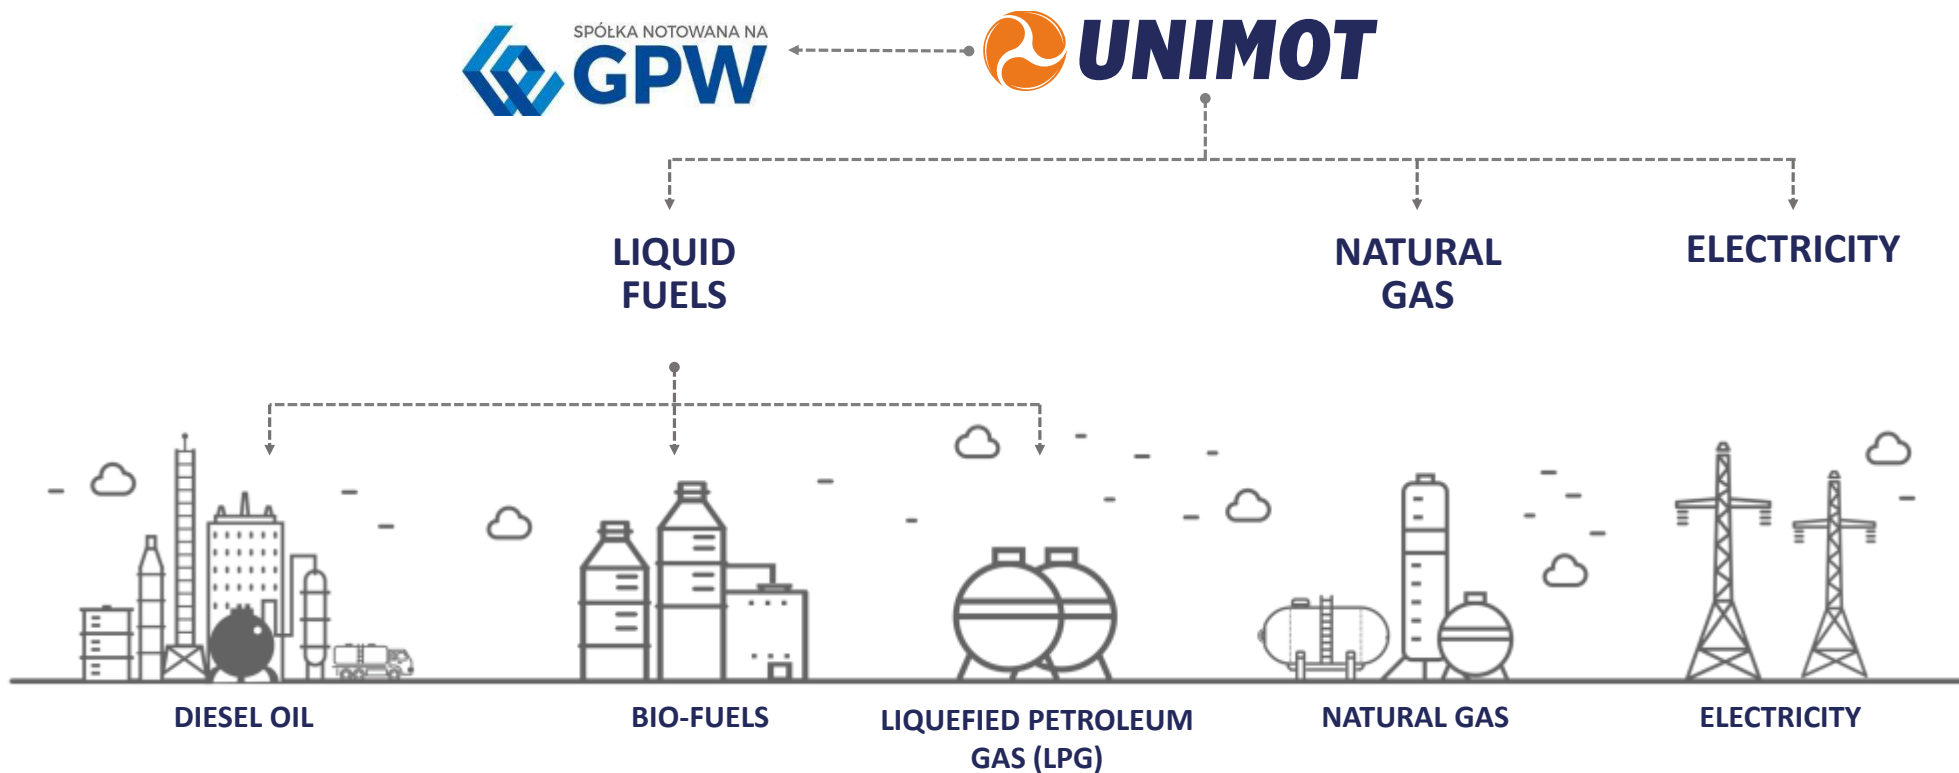 SPÓŁKA NOTOWANA NA
GPW
UNIMOT
LIQUID
FUELS
NATURAL
GAS
ELECTRICITY
DIESEL OIL
BIO-FUELS
LIQUEFIED PETROLEUM
GAS (LPG)
NATURAL GAS
ELECTRICITY